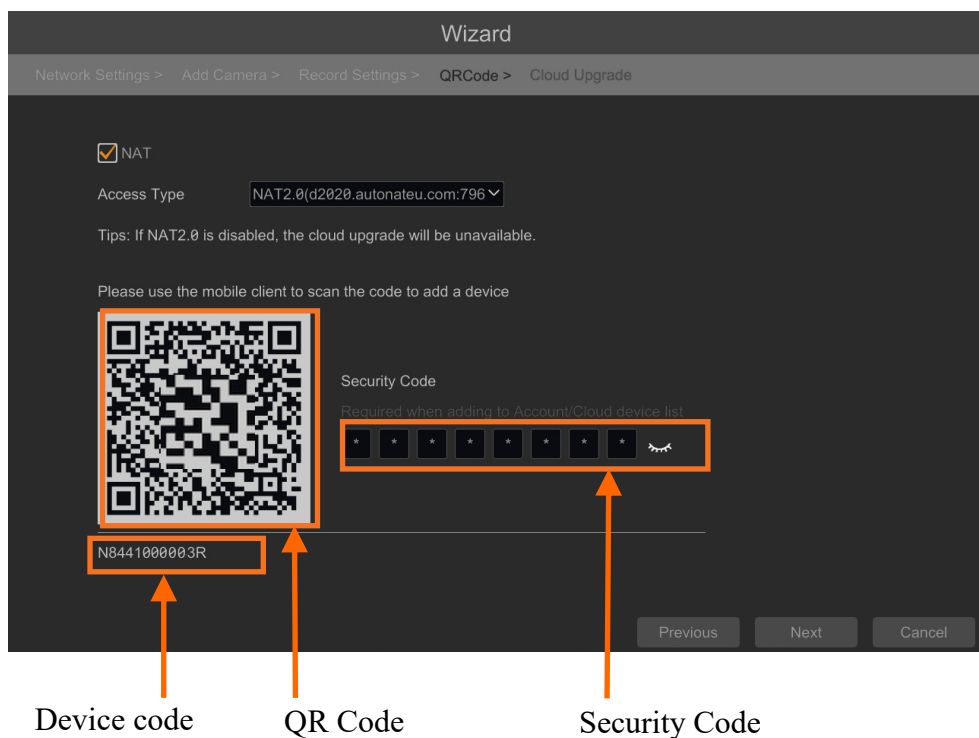 Wizard
Network Settings > Add Camera > Record Settings > QRCode > Cloud Upgrade
NAT
Access Type NAT2.0(d2020.autonateu.com:796
Tips: If NAT2.0 is disabled, the cloud upgrade will be unavailable.
Please use the mobile client to scan the code to add a device
Security Code
Required when adding to Account/Cloud device list
* * * * * * * *
N8441000003R
Previous Next Cancel
Device code QR Code Security Code